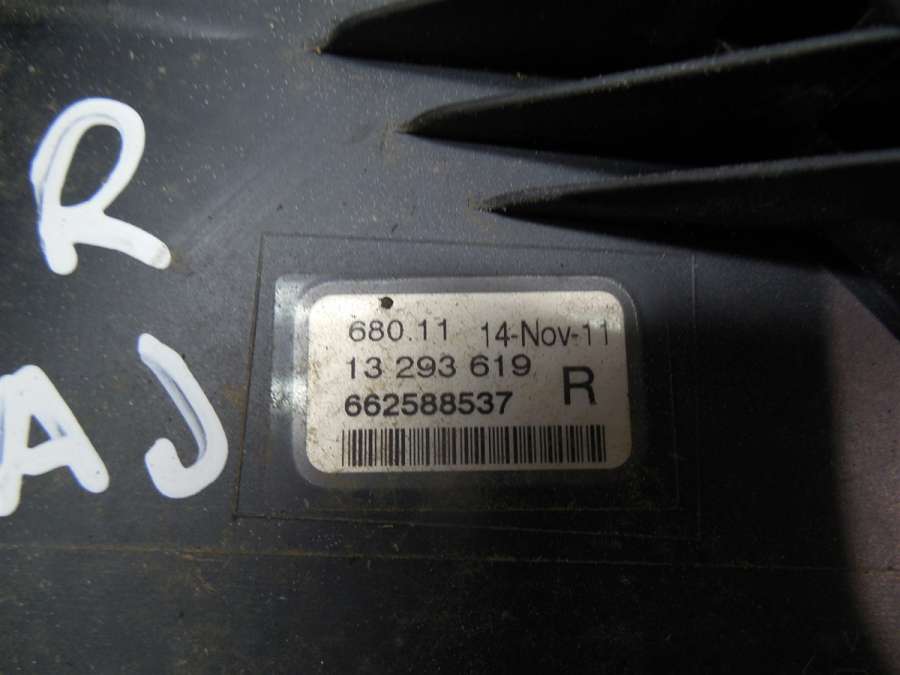 R
AJ
680.11 14-Nov-11
13 293 619
R
662588537